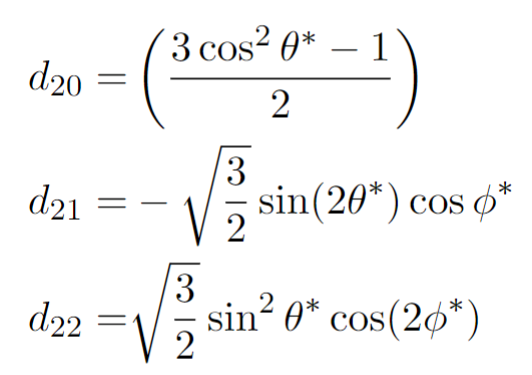 d_{20} = \left( \frac{3 \cos^2 \theta^* - 1}{2} \right)
d_{21} = - \sqrt{\frac{3}{2}} \sin(2\theta^*) \cos \phi^*
d_{22} = \sqrt{\frac{3}{2}} \sin^2 \theta^* \cos(2\phi^*)